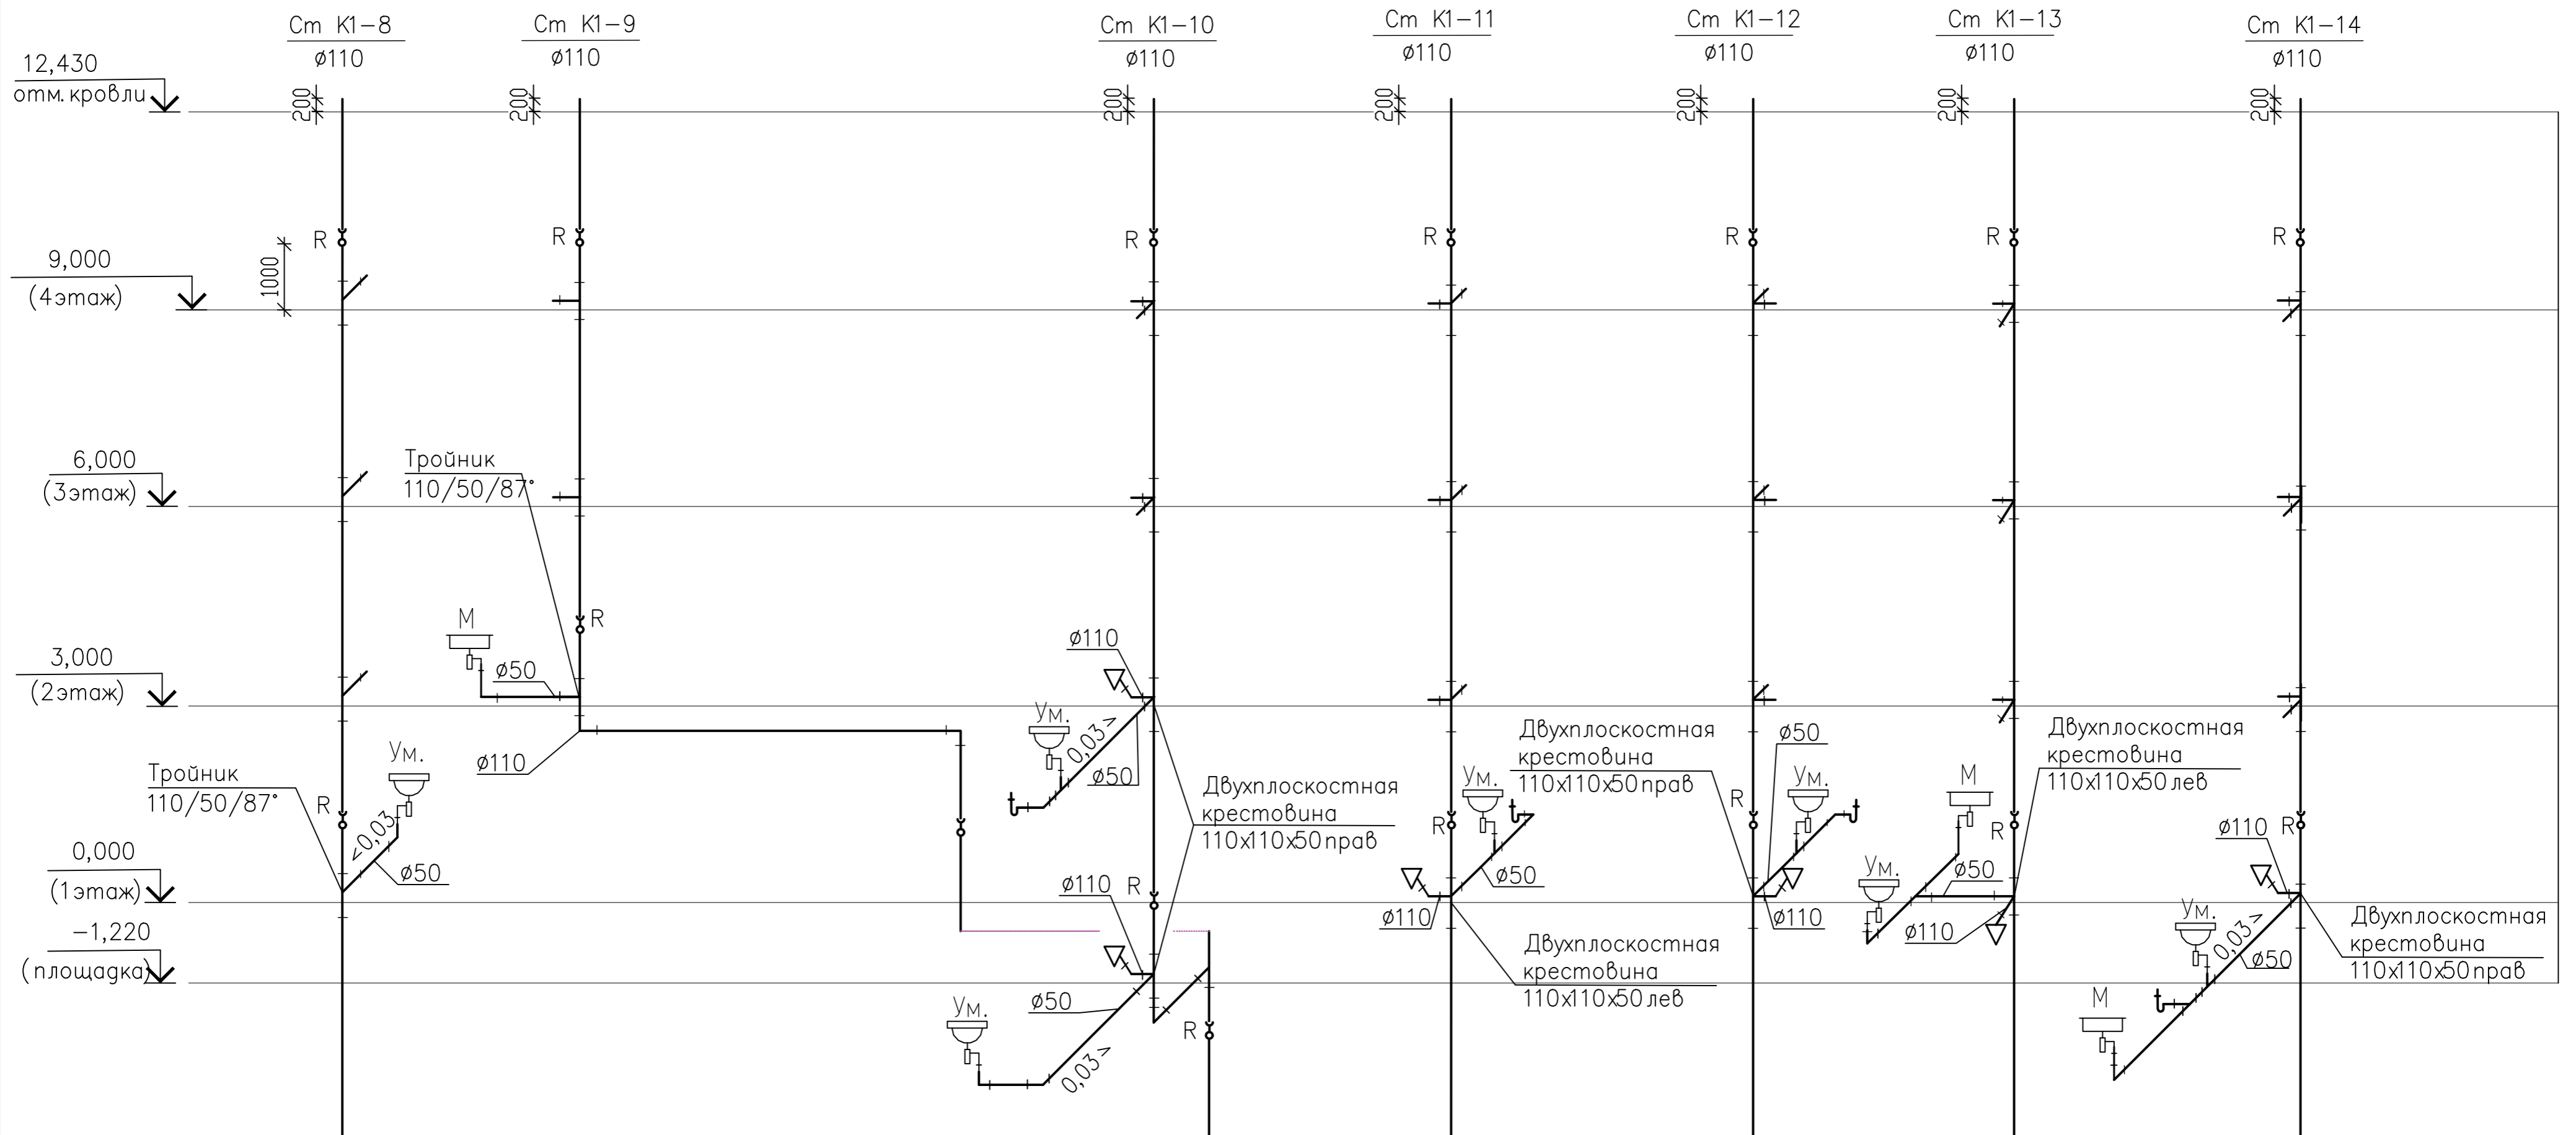 Ст К1-8
ø110
Ст К1-9
ø110
Ст К1-10
ø110
Ст К1-11
ø110
Ст К1-12
ø110
Ст К1-13
ø110
Ст К1-14
ø110
12,430
отм.кровли
200
200
200
200
200
200
200
R
R
R
R
R
R
R
9,000
(4этаж)
1000
6,000
(3этаж)
Тройник
110/50/87°
3,000
(2этаж)
М
ø50
R
ø110
ø110
Ум.
0,03>
ø50
Тройник
110/50/87°
R
Ум.
<0,03
ø50
0,000
(1этаж)
-1,220
(площадка)
Двухплоскостная
крестовина
110х110х50прав
ø110
R
ø50
Ум.
0,03>
R
Ум.
R
ø50
ø110
Двухплоскостная
крестовина
110х110х50 лев
Двухплоскостная
крестовина
110х110х50прав
ø50
R
Ум.
ø110
М
R
Ум.
ø50
ø110
Двухплоскостная
крестовина
110х110х50 лев
ø110
R
Ум.
0,03>
ø50
М
Двухплоскостная
крестовина
110х110х50прав